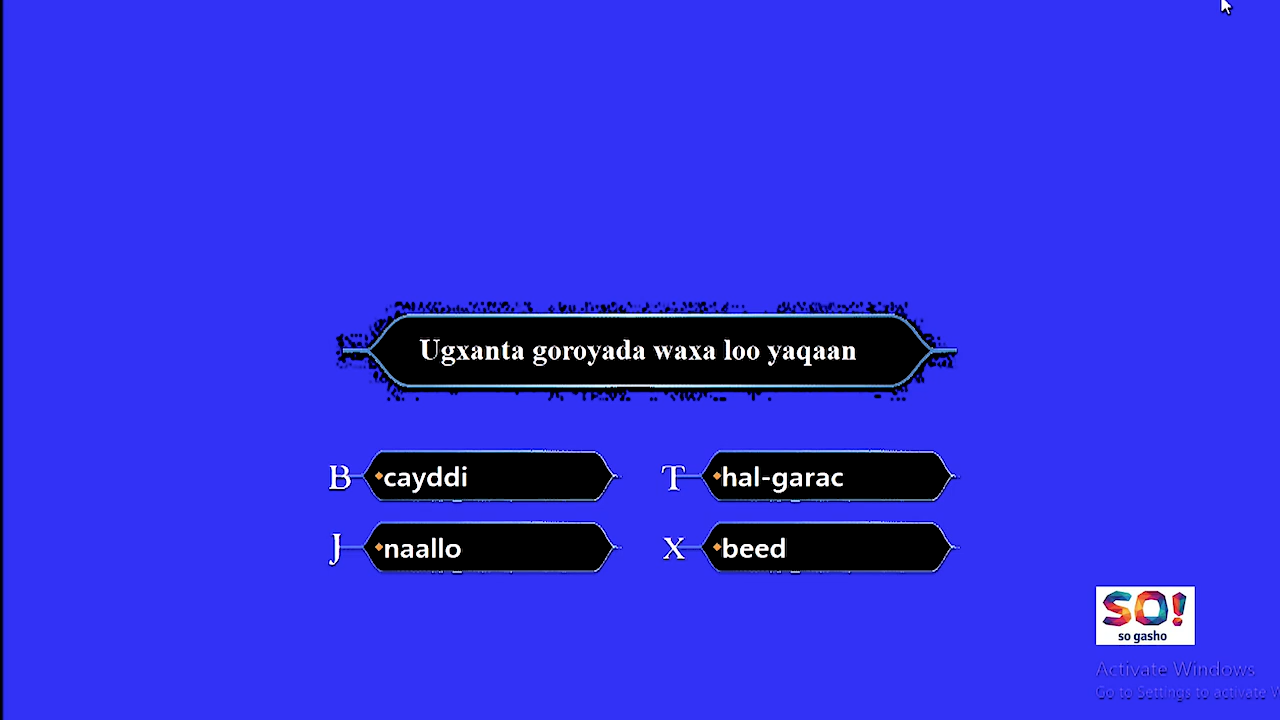 Ugxanta goroyada waxa loo yaqaan
B cayddi
T hal-garac
J naallo
X beed
SO!
so gasho
Activate Windows
Go to Settings to activate W